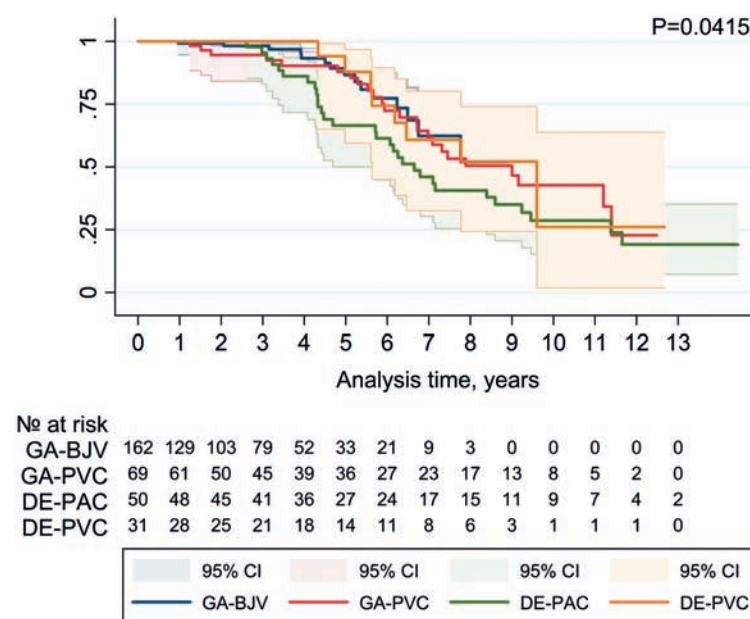 P=0.0415
1
.75
.5
.25
0
0 1 2 3 4 5 6 7 8 9 10 11 12 13
Analysis time, years
№ at risk
GA-BJV 162 129 103 79 52 33 21 9 3 0 0 0 0 0
GA-PVC 69 61 50 45 39 36 27 23 17 13 8 5 2 0
DE-PAC 50 48 45 41 36 27 24 17 15 11 9 7 4 2
DE-PVC 31 28 25 21 18 14 11 8 6 3 1 1 1 0
95% CI 95% CI 95% CI 95% CI
GA-BJV GA-PVC DE-PAC DE-PVC